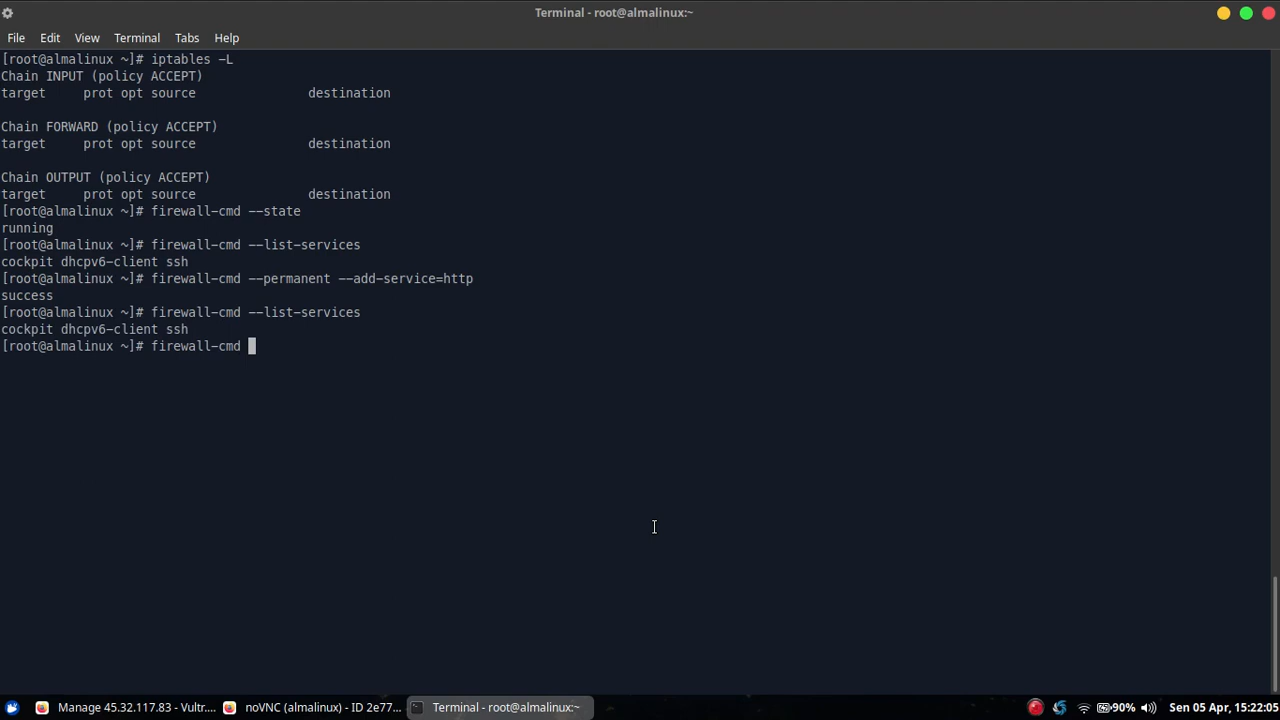 Terminal - root@almalinux:~
File Edit View Terminal Tabs Help
[root@almalinux ~]# iptables -L
Chain INPUT (policy ACCEPT)
target     prot opt source               destination
Chain FORWARD (policy ACCEPT)
target     prot opt source               destination
Chain OUTPUT (policy ACCEPT)
target     prot opt source               destination
[root@almalinux ~]# firewall-cmd --state
running
[root@almalinux ~]# firewall-cmd --list-services
cockpit dhcpv6-client ssh
[root@almalinux ~]# firewall-cmd --permanent --add-service=http
success
[root@almalinux ~]# firewall-cmd --list-services
cockpit dhcpv6-client ssh
[root@almalinux ~]# firewall-cmd
Manage 45.32.117.83 - Vultr.... noVNC (almalinux) - ID 2e77... Terminal - root@almalinux:~ 90% Sen 05 Apr, 15:22:05